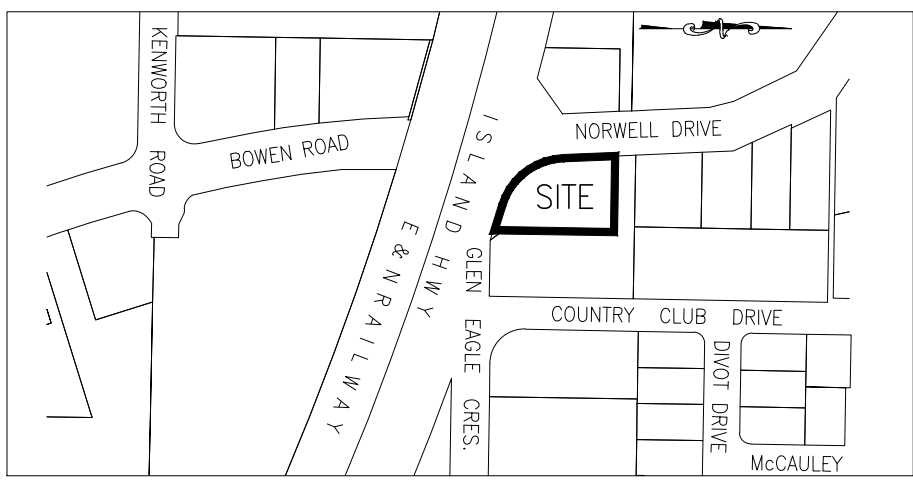 KENWORTH ROAD
BOWEN ROAD
ISLAND HWY
E & N RAILWAY
NORWELL DRIVE
SITE
GLEN EAGLE CRES.
COUNTRY CLUB DRIVE
DIVOT DRIVE
McCAULEY